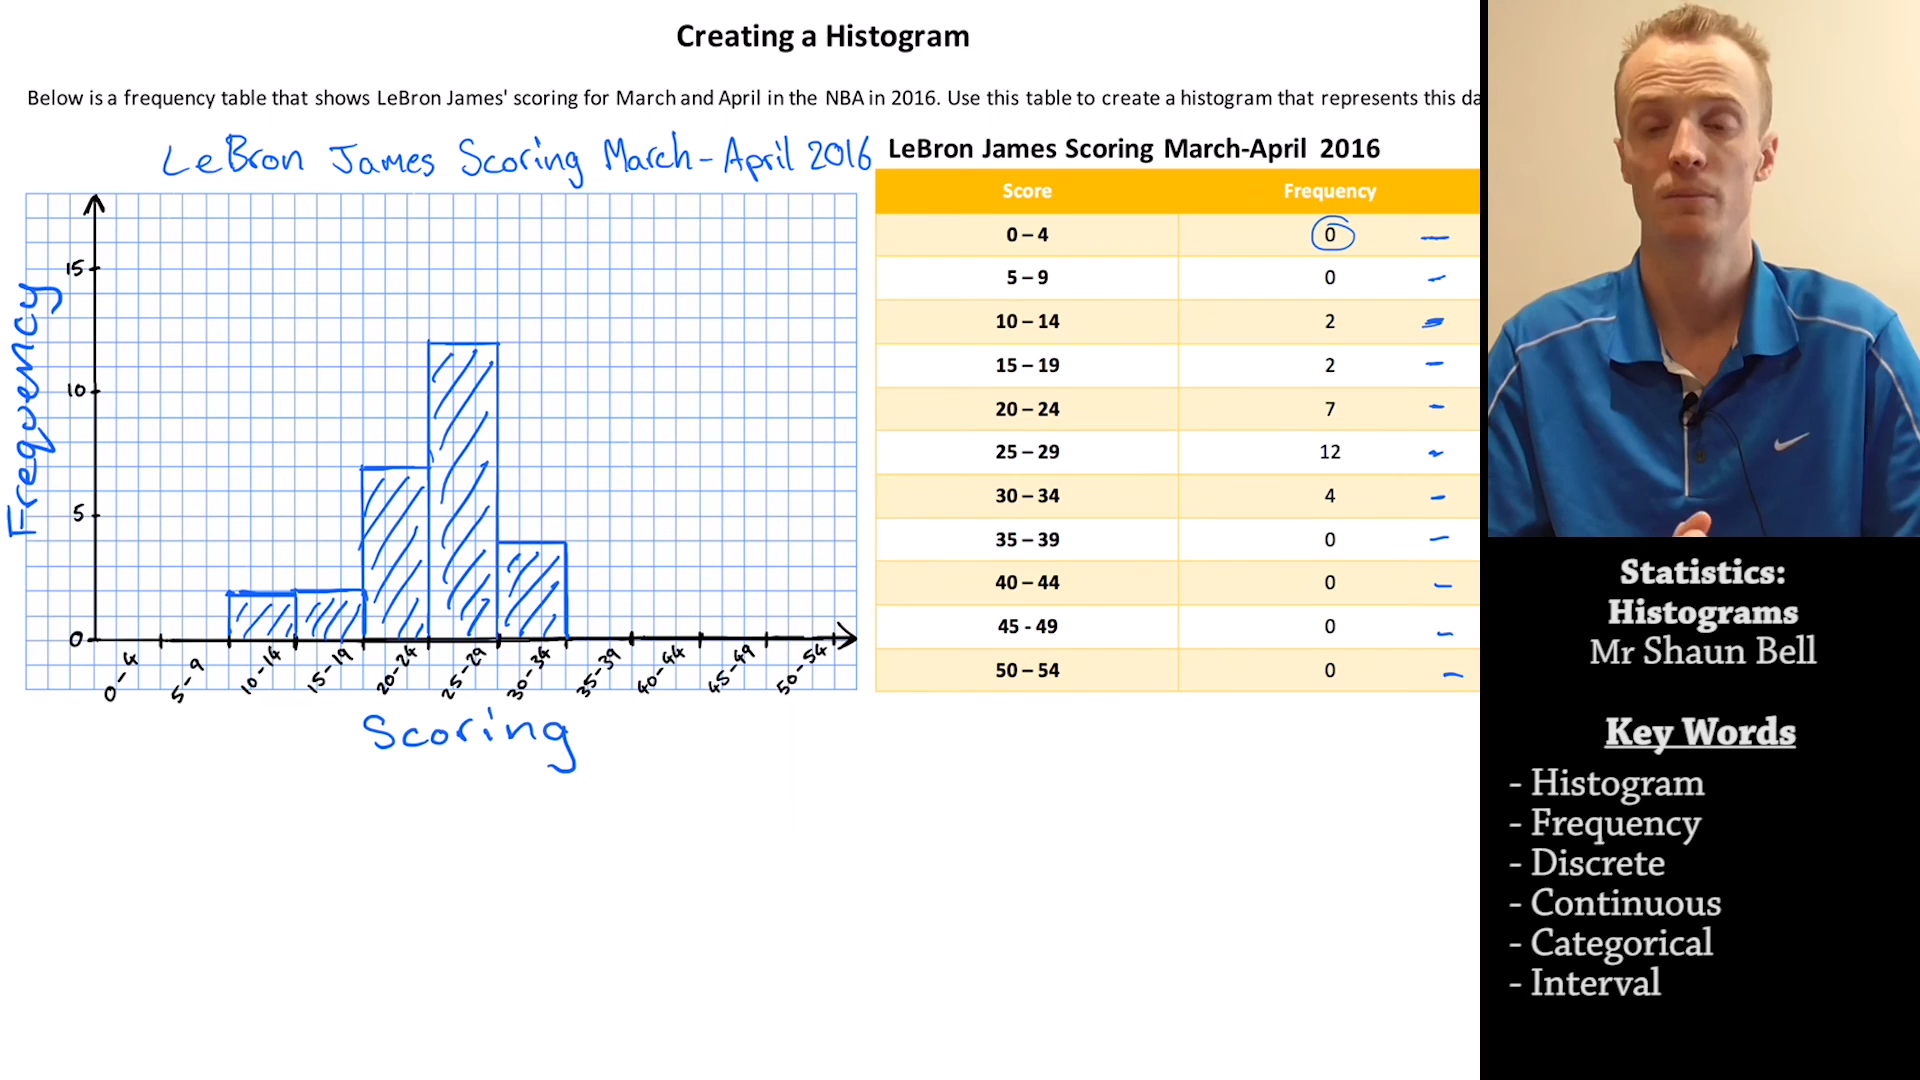 Creating a Histogram
Below is a frequency table that shows LeBron James' scoring for March and April in the NBA in 2016. Use this table to create a histogram that represents this da
LeBron James Scoring March-April 2016
Frequency
15
10
5
0
0-4
5-9
10-14
15-19
20-24
25-29
30-34
35-39
40-44
45-49
50-54
Scoring
LeBron James Scoring March-April 2016
Score Frequency
0 – 4 0
5 – 9 0
10 – 14 2
15 – 19 2
20 – 24 7
25 – 29 12
30 – 34 4
35 – 39 0
40 – 44 0
45 - 49 0
50 – 54 0
Statistics:
Histograms
Mr Shaun Bell
Key Words
- Histogram
- Frequency
- Discrete
- Continuous
- Categorical
- Interval